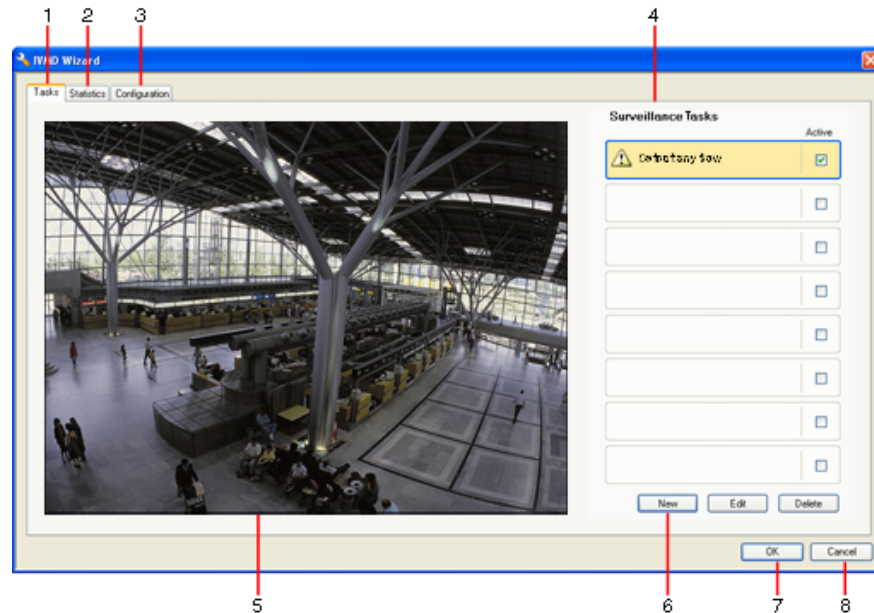 1 2 3 4
IVMD Wizard
Tasks Statistics Configuration
Surveillance Tasks
Active
New Edit Delete
OK Cancel
5 6 7 8